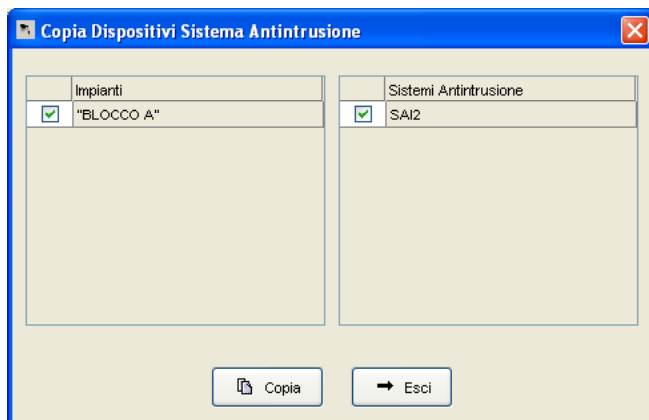 Copia Dispositivi Sistema Antintrusione
Impianti
"BLOCCO A"
Sistemi Antintrusione
SAI2
Copia
Esci